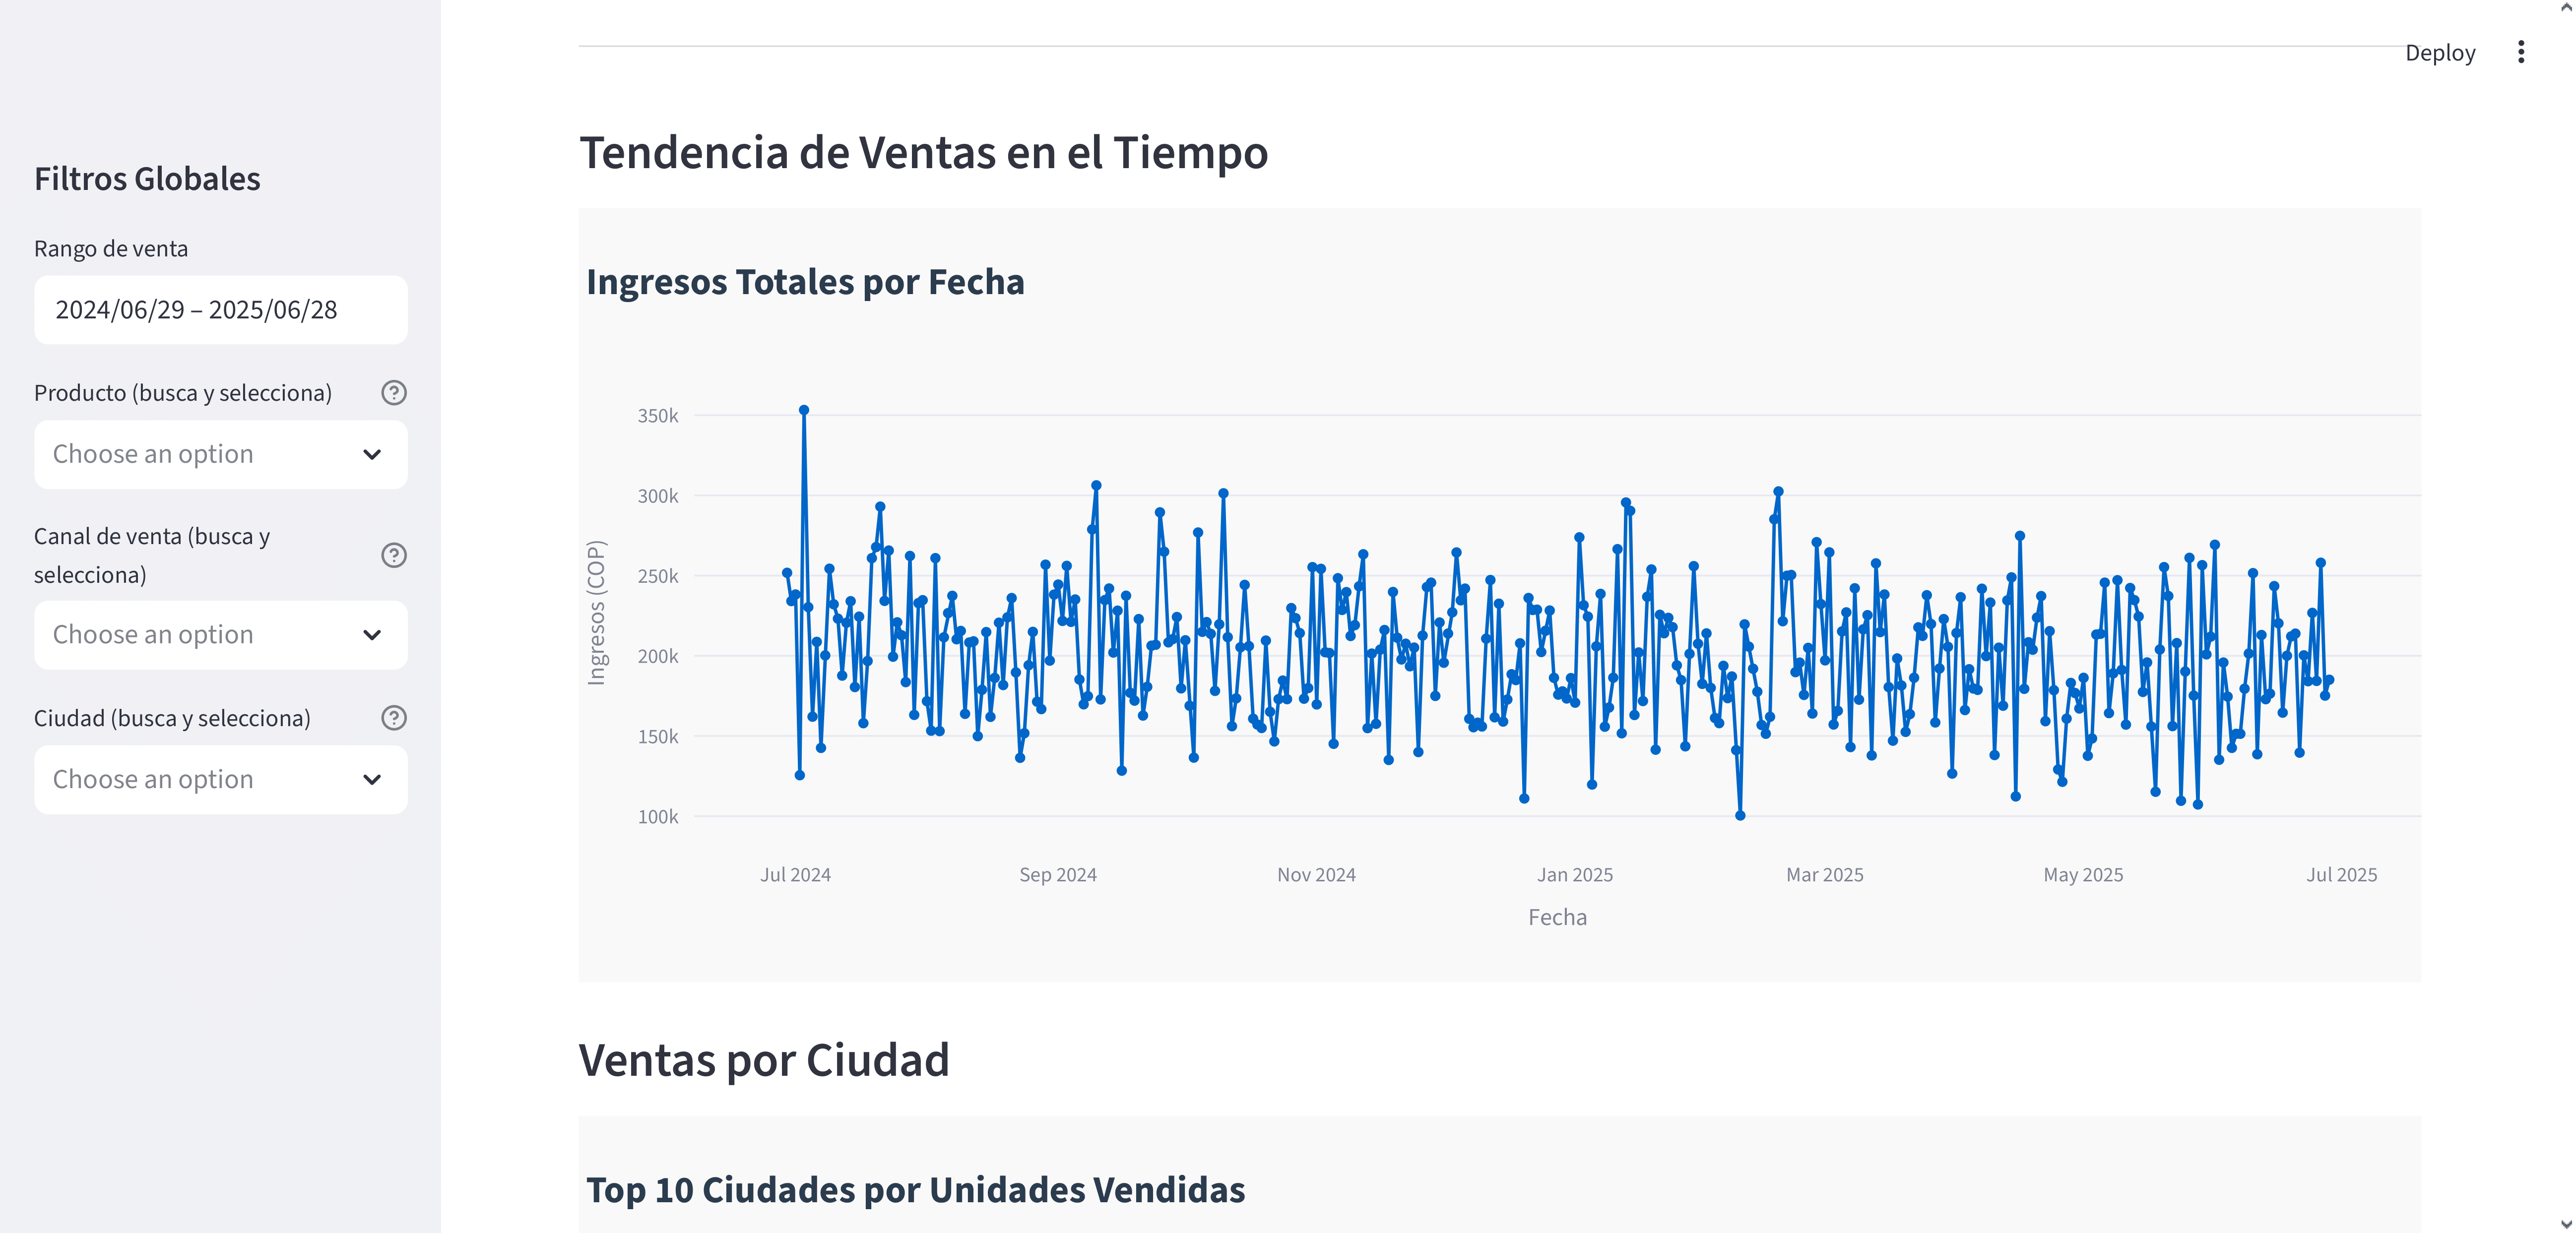 Deploy
Filtros Globales
Rango de venta
2024/06/29 – 2025/06/28
Producto (busca y selecciona)
Choose an option
Canal de venta (busca y
selecciona)
Choose an option
Ciudad (busca y selecciona)
Choose an option
Tendencia de Ventas en el Tiempo
Ingresos Totales por Fecha
Ingresos (COP)
350k
300k
250k
200k
150k
100k
Jul 2024
Sep 2024
Nov 2024
Jan 2025
Mar 2025
May 2025
Jul 2025
Fecha
Ventas por Ciudad
Top 10 Ciudades por Unidades Vendidas